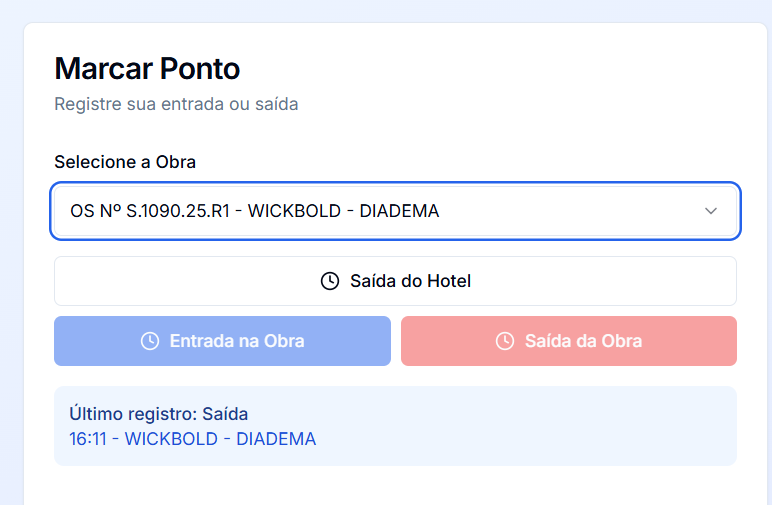 Marcar Ponto
Registre sua entrada ou saída
Selecione a Obra
OS Nº S.1090.25.R1 - WICKBOLD - DIADEMA
Saída do Hotel
Entrada na Obra
Saída da Obra
Último registro: Saída
16:11 - WICKBOLD - DIADEMA